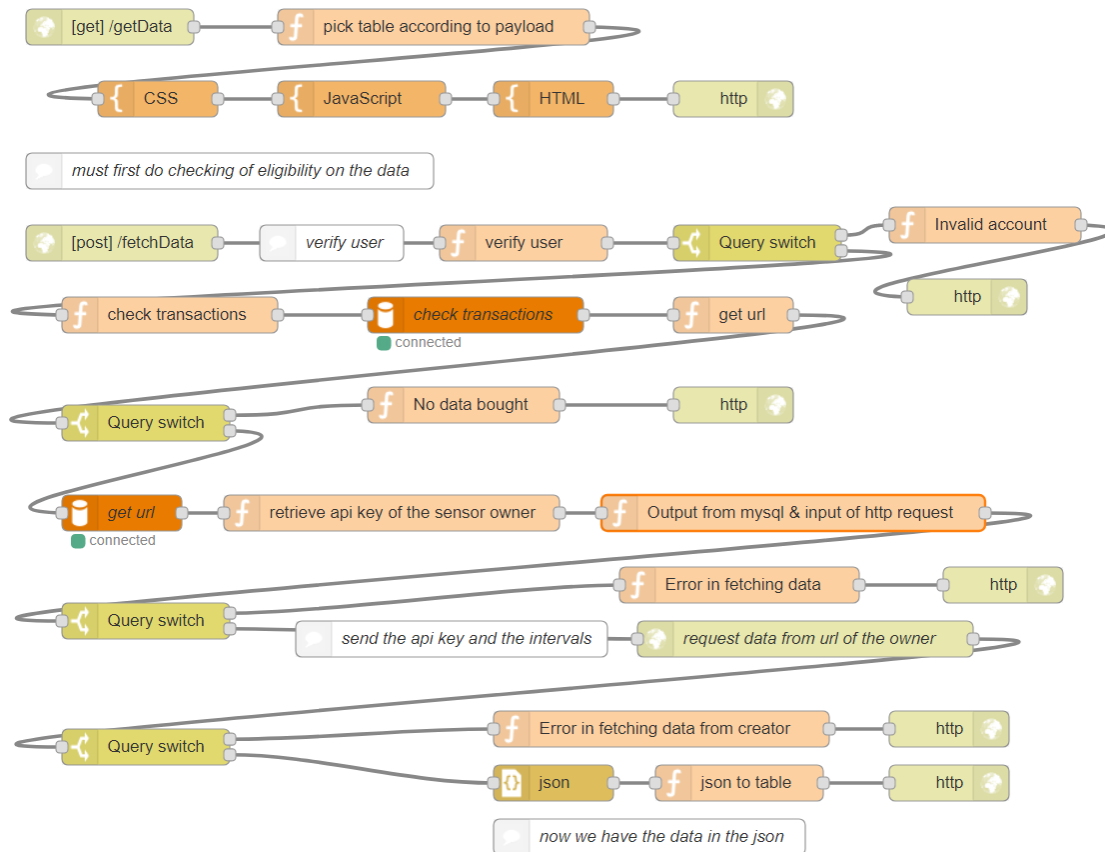 [get] /getData
pick table according to payload
CSS
JavaScript
HTML
http
must first do checking of eligibility on the data
[post] /fetchData
verify user
verify user
Query switch
Invalid account
http
check transactions
check transactions
get url
connected
Query switch
No data bought
http
get url
retrieve api key of the sensor owner
Output from mysql & input of http request
connected
Query switch
Error in fetching data
http
send the api key and the intervals
request data from url of the owner
Query switch
Error in fetching data from creator
http
json
json to table
http
now we have the data in the json